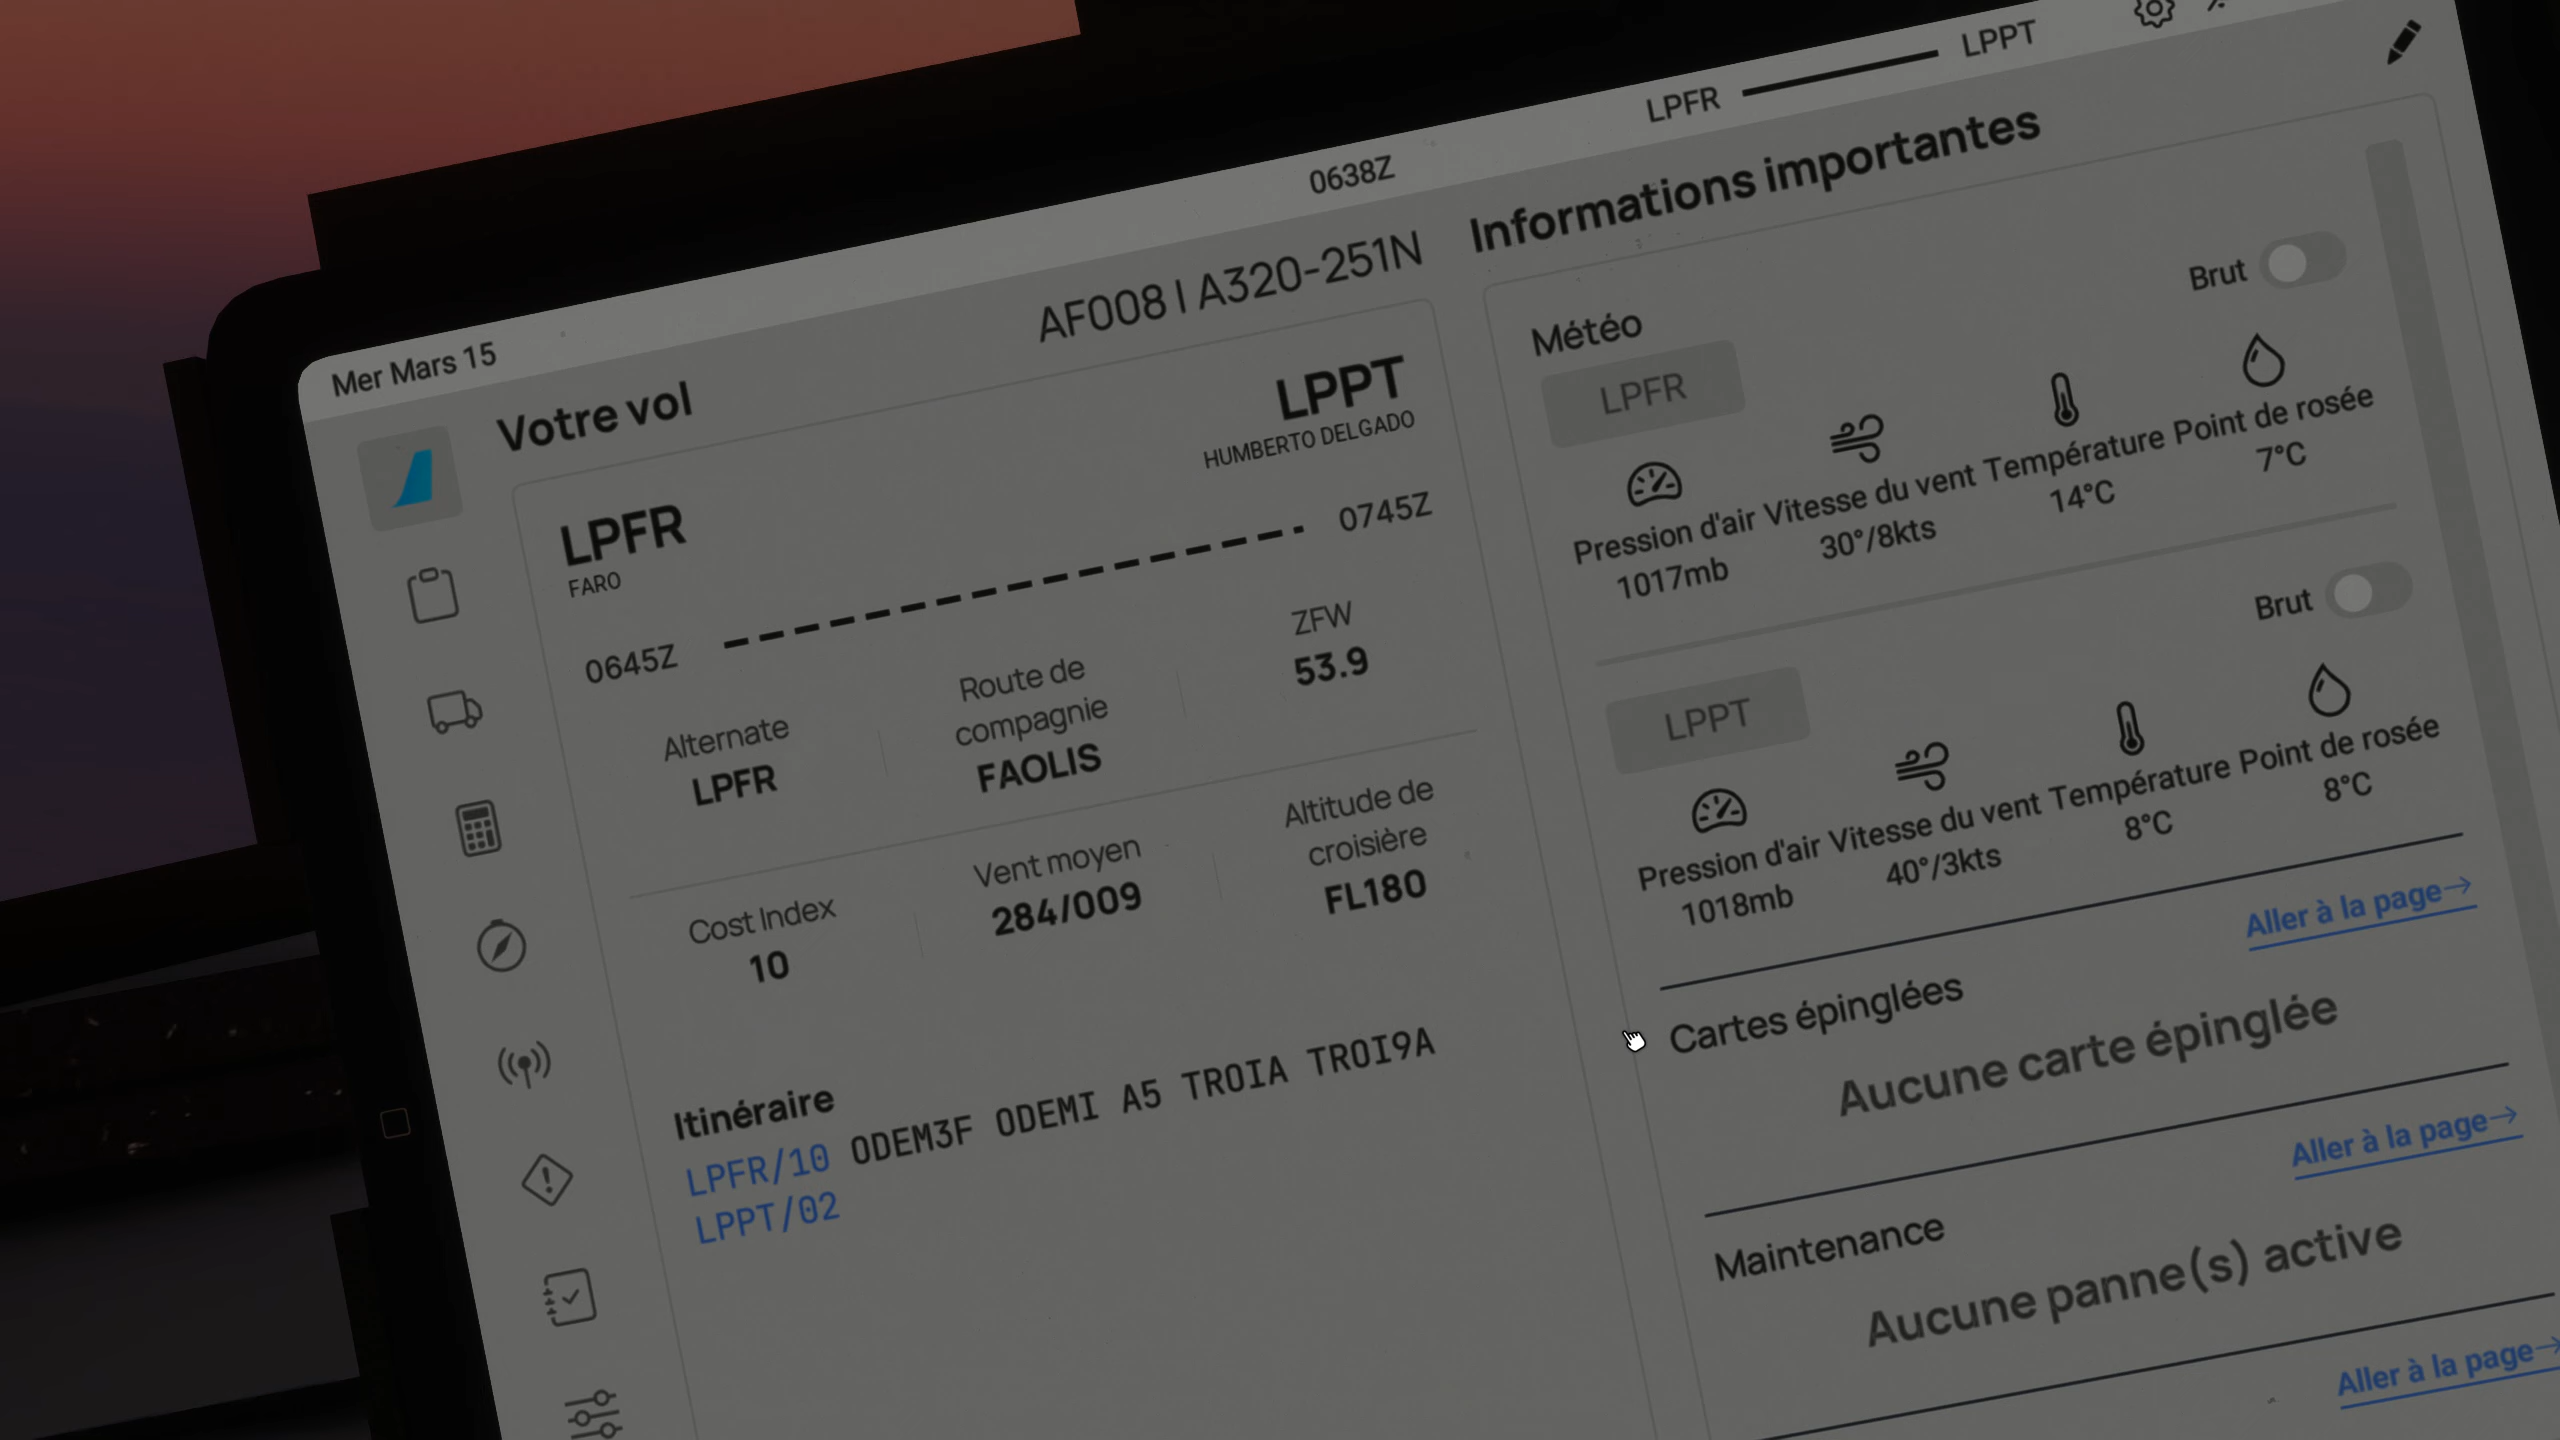 Mer Mars 15
0638Z
LPFR
LPPT
Votre vol
AF008 | A320-251N
LPFR
FARO
LPPT
HUMBERTO DELGADO
0645Z
0745Z
Alternate
LPFR
Route de
compagnie
FAOLIS
ZFW
53.9
Cost Index
10
Vent moyen
284/009
Altitude de
croisière
FL180
Itinéraire
LPFR/10 ODEM3F ODEMI A5 TROIA TROI9A
LPPT/02
Informations importantes
Météo
Brut
LPFR
Pression d'air
1017mb
Vitesse du vent
30°/8kts
Température
14°C
Point de rosée
7°C
Brut
LPPT
Pression d'air
1018mb
Vitesse du vent
40°/3kts
Température
8°C
Point de rosée
8°C
Aller à la page→
Cartes épinglées
Aucune carte épinglée
Aller à la page→
Maintenance
Aucune panne(s) active
Aller à la page→